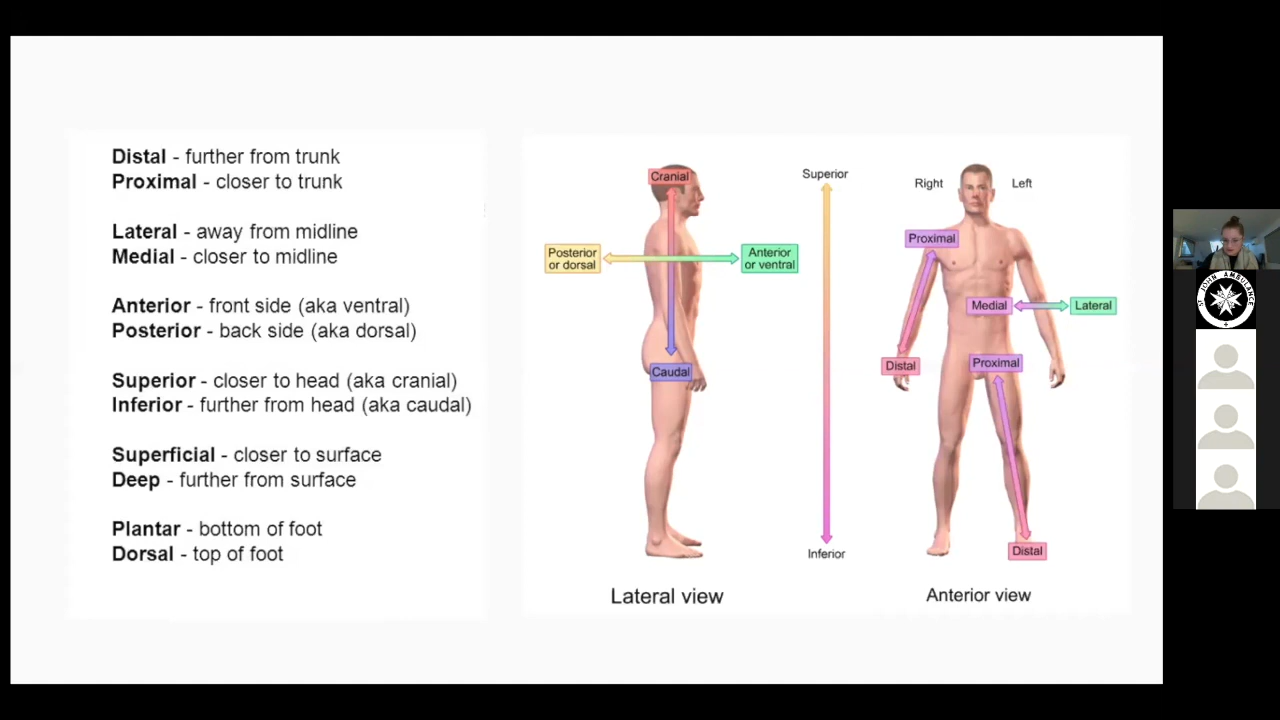 Distal - further from trunk
Proximal - closer to trunk
Lateral - away from midline
Medial - closer to midline
Anterior - front side (aka ventral)
Posterior - back side (aka dorsal)
Superior - closer to head (aka cranial)
Inferior - further from head (aka caudal)
Superficial - closer to surface
Deep - further from surface
Plantar - bottom of foot
Dorsal - top of foot
Cranial
Posterior
or dorsal
Anterior
or ventral
Caudal
Lateral view
Superior
Inferior
Right
Left
Proximal
Medial
Lateral
Distal
Proximal
Distal
Anterior view
ST JOHN AMBULANCE